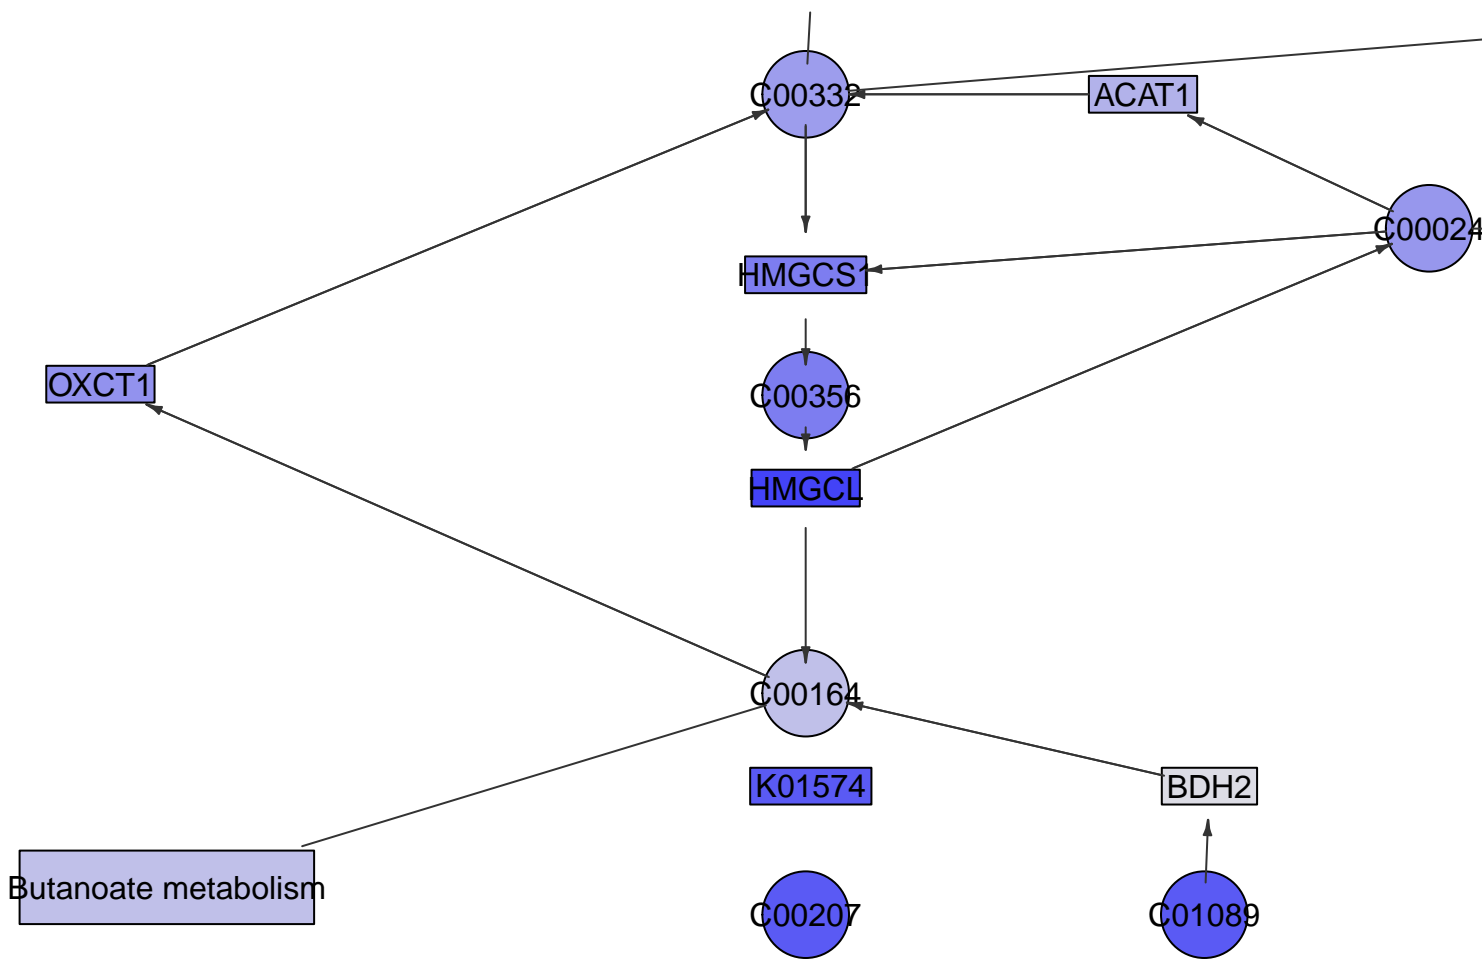 C00332
ACAT1
C00024
HMGCS1
OXCT1
C00356
HMGCL
C00164
K01574
BDH2
Butanoate metabolism
C00207
C01089